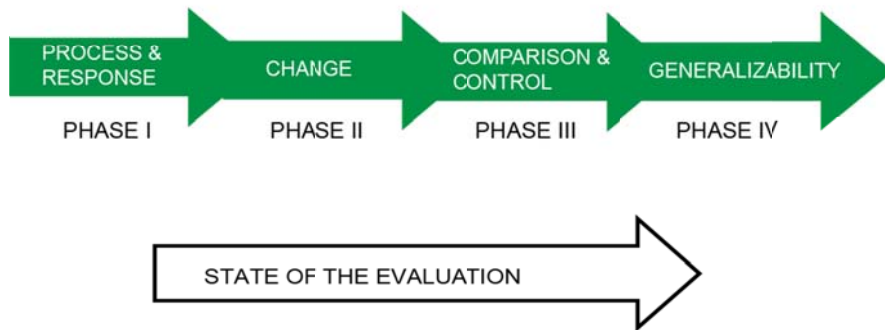 PROCESS &
RESPONSE
CHANGE
COMPARISON &
CONTROL
GENERALIZABILITY
PHASE I
PHASE II
PHASE III
PHASE IV
STATE OF THE EVALUATION